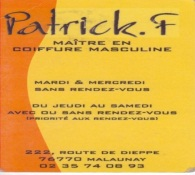 Patrick.F
MAÎTRE EN
COIFFURE MASCULINE
MARDI & MERCREDI
SANS RENDEZ-VOUS
DU JEUDI AU SAMEDI
AVEC OU SANS RENDEZ-VOUS
(PRIORITÉ AUX RENDEZ-VOUS)
222, ROUTE DE DIEPPE
76770 MALAUNAY
02 35 74 08 93